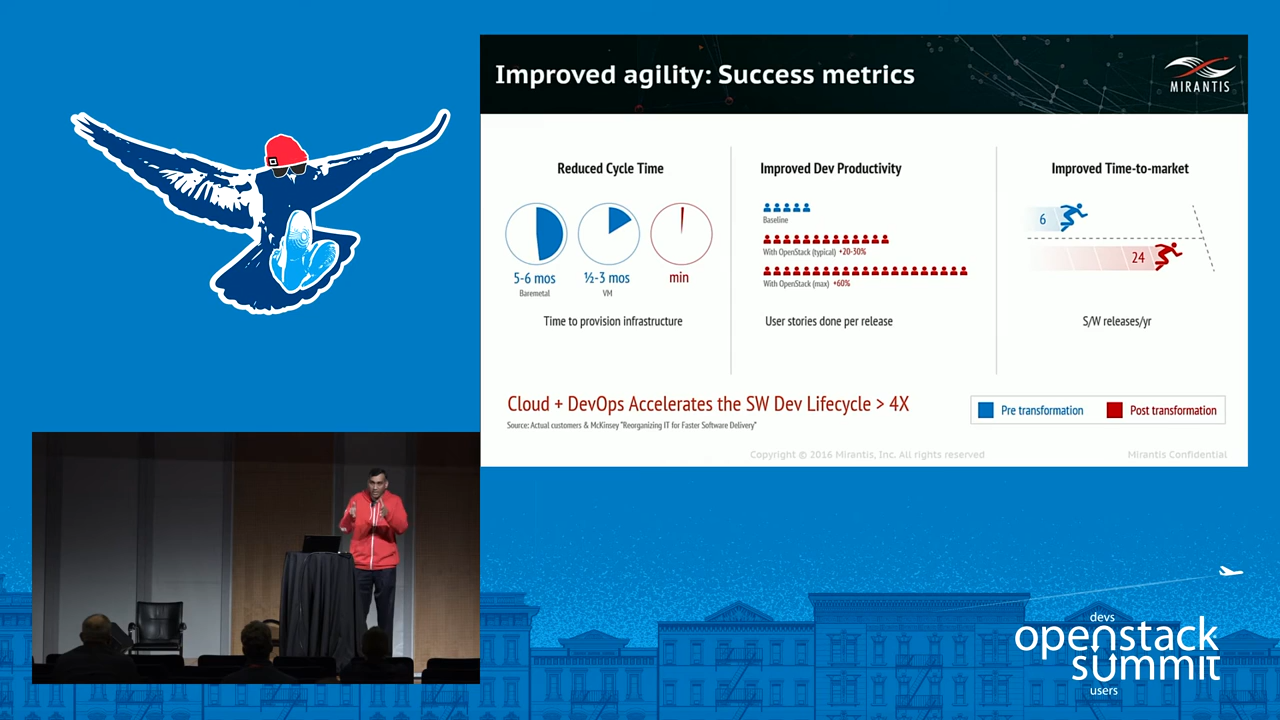 Improved agility: Success metrics
MIRANTIS
Reduced Cycle Time
5-6 mos
Baremetal
½-3 mos
VM
min
Time to provision infrastructure
Improved Dev Productivity
Baseline
With OpenStack (typical) +20-30%
With OpenStack (max) +60%
User stories done per release
Improved Time-to-market
6
24
S/W releases/yr
Cloud + DevOps Accelerates the SW Dev Lifecycle > 4X
Source: Actual customers & McKinsey "Reorganizing IT for Faster Software Delivery"
Pre transformation
Post transformation
Copyright © 2016 Mirantis, Inc. All rights reserved
Mirantis Confidential
devs
openstack
summit
users